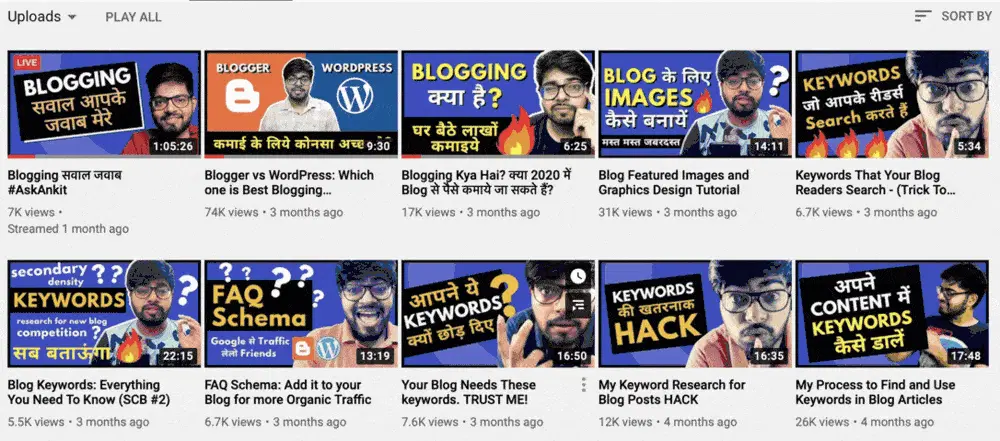 Uploads PLAY ALL SORT BY
LIVE
BLOGGING
सवाल आपके
जवाब मेरे
1:05:26
Blogging सवाल जवाब
#AskAnkit
7K views •
Streamed 1 month ago
BLOGGER WORDPRESS
कमाई के लिये कोनसा
9:30
Blogger vs WordPress: Which
one is Best Blogging…
74K views • 3 months ago
BLOGGING
क्या है?
घर बैठे लाखों
कमाइये
6:25
Blogging Kya Hai? क्या 2020 में
Blog से पैसे कमाये जा सकते हैं?
17K views • 3 months ago
BLOG के लिए
IMAGES
कैसे बनायें
मस्त मस्त जबरदस्त
14:11
Blog Featured Images and
Graphics Design Tutorial
31K views • 3 months ago
KEYWORDS
जो आपके रीडर्स
Search करते हैं
5:34
Keywords That Your Blog
Readers Search - (Trick To…
6.7K views • 3 months ago
secondary ??
density
KEYWORDS
research for new blog
competition ?
सब बताऊंगा
22:15
Blog Keywords: Everything
You Need To Know (SCB #2)
5.5K views • 3 months ago
? ? ?
FAQ ?
Schema
Google से Traffic
लेलो Friends
13:19
FAQ Schema: Add it to your
Blog for more Organic Traffic
6.7K views • 3 months ago
आपने ये
KEYWORDS ?
क्यों छोड़ दिए
16:50
Your Blog Needs These
keywords. TRUST ME!
7.6K views • 3 months ago
KEYWORDS
की खतरनाक
HACK
16:35
My Keyword Research for
Blog Posts HACK
12K views • 4 months ago
अपने
CONTENT में
KEYWORDS
कैसे डालें
17:48
My Process to Find and Use
Keywords in Blog Articles
26K views • 4 months ago